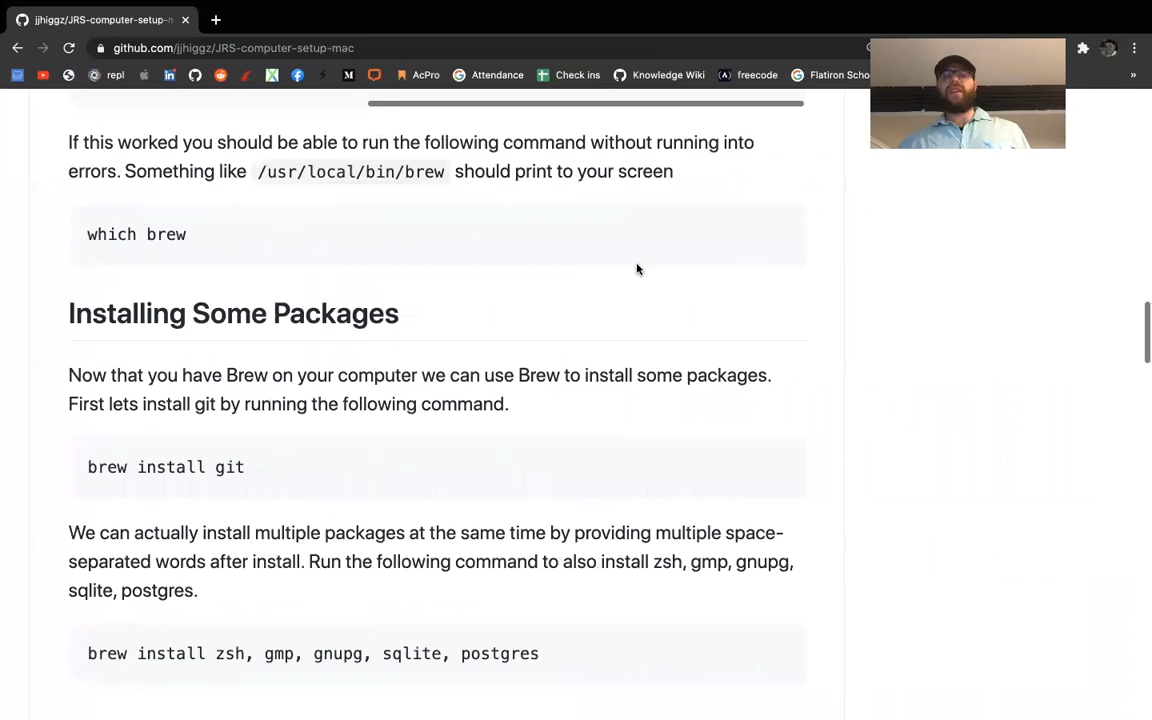 jjhiggz/JRS-computer-setup-m
github.com/jjhiggz/JRS-computer-setup-mac
repl
AcPro
Attendance
Check ins
Knowledge Wiki
freecode
Flatiron Schoo
»
If this worked you should be able to run the following command without running into
errors. Something like /usr/local/bin/brew should print to your screen
which brew
Installing Some Packages
Now that you have Brew on your computer we can use Brew to install some packages.
First lets install git by running the following command.
brew install git
We can actually install multiple packages at the same time by providing multiple space-
separated words after install. Run the following command to also install zsh, gmp, gnupg,
sqlite, postgres.
brew install zsh, gmp, gnupg, sqlite, postgres